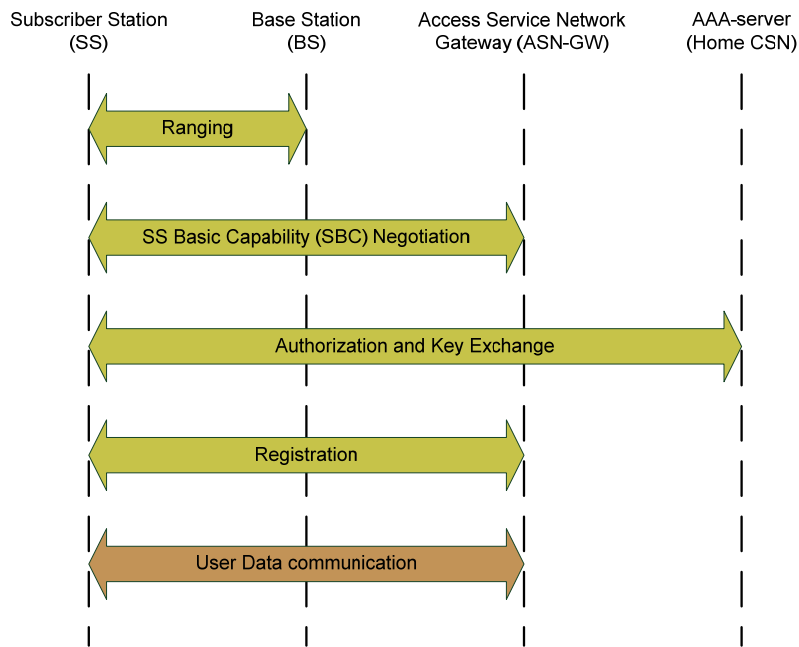 Subscriber Station
(SS)
Base Station
(BS)
Access Service Network
Gateway (ASN-GW)
AAA-server
(Home CSN)
Ranging
SS Basic Capability (SBC) Negotiation
Authorization and Key Exchange
Registration
User Data communication